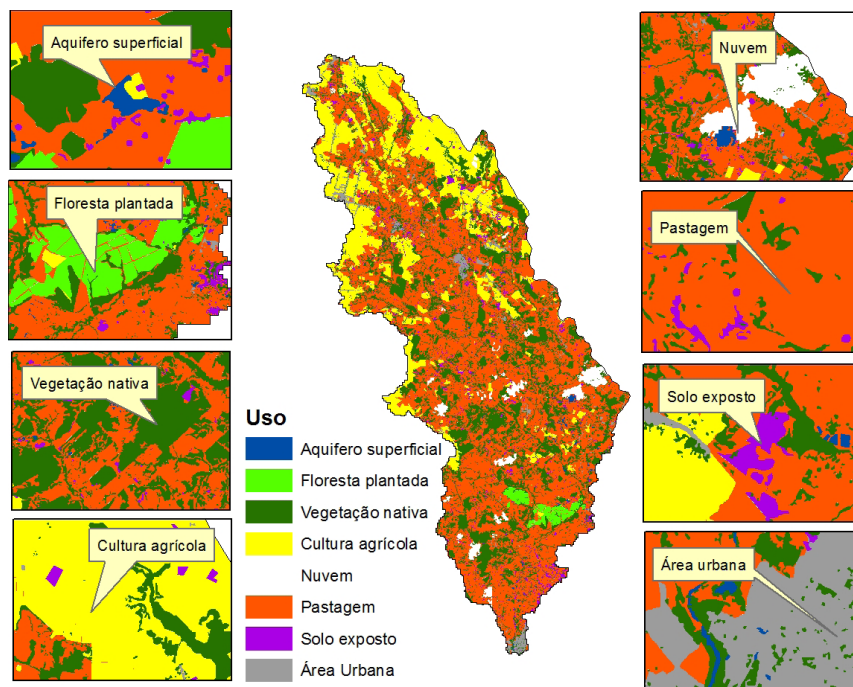 Aquifero superficial
Floresta plantada
Vegetação nativa
Cultura agrícola
Uso
Aquifero superficial
Floresta plantada
Vegetação nativa
Cultura agrícola
Nuvem
Pastagem
Solo exposto
Área Urbana
Nuvem
Pastagem
Solo exposto
Área urbana